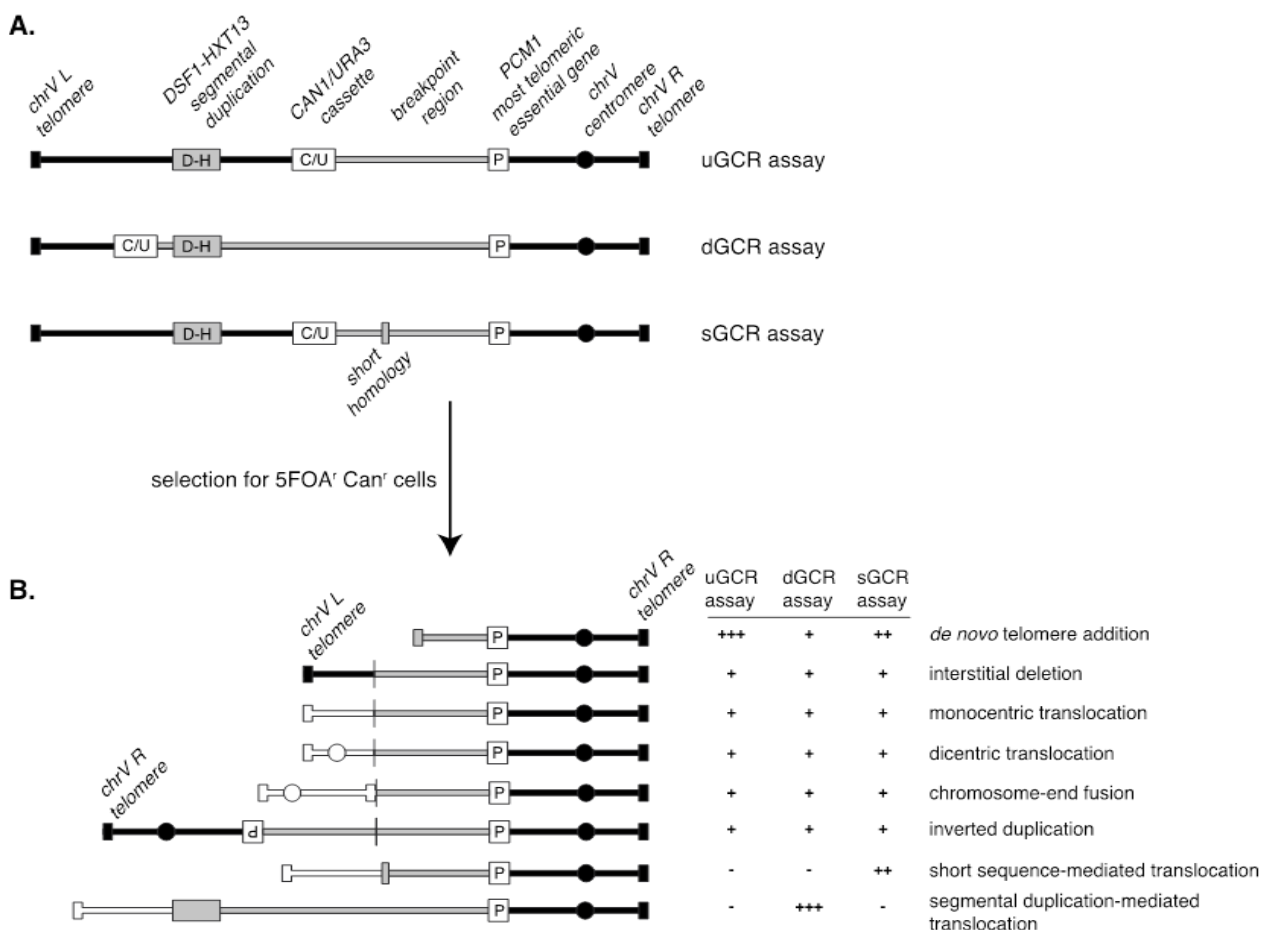 A.
chrV L
telomere
DSF1-HXT13
segmental
duplication
CAN1/URA3
cassette
breakpoint
region
PCM1
most telomeric
essential gene
chrV
centromere
chrV R
telomere
D-H
C/U
P
uGCR assay
C/U
D-H
P
dGCR assay
D-H
C/U
P
sGCR assay
short
homology
selection for 5FOAʳ Canʳ cells
B.
chrV L
telomere
chrV R
telomere
uGCR
assay
dGCR
assay
sGCR
assay
P
+++ + ++ de novo telomere addition
P
+ + + interstitial deletion
P
+ + + monocentric translocation
P
+ + + dicentric translocation
P
+ + + chromosome-end fusion
chrV R
telomere
P
P
+ + + inverted duplication
P
- - ++ short sequence-mediated translocation
P
- +++ - segmental duplication-mediated
translocation